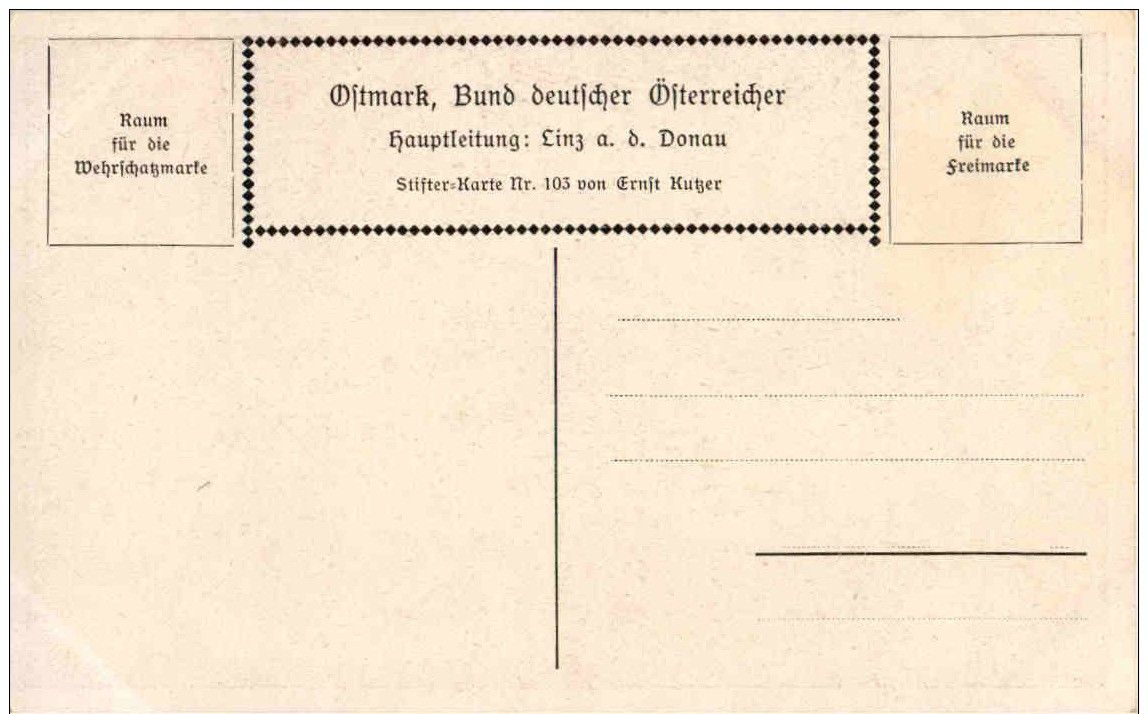 Raum
für die
Wehrschatzmarke
Ostmark, Bund deutscher Österreicher
Hauptleitung: Linz a. d. Donau
Stifter-Karte Nr. 103 von Ernst Kutzer
Raum
für die
Freimarke